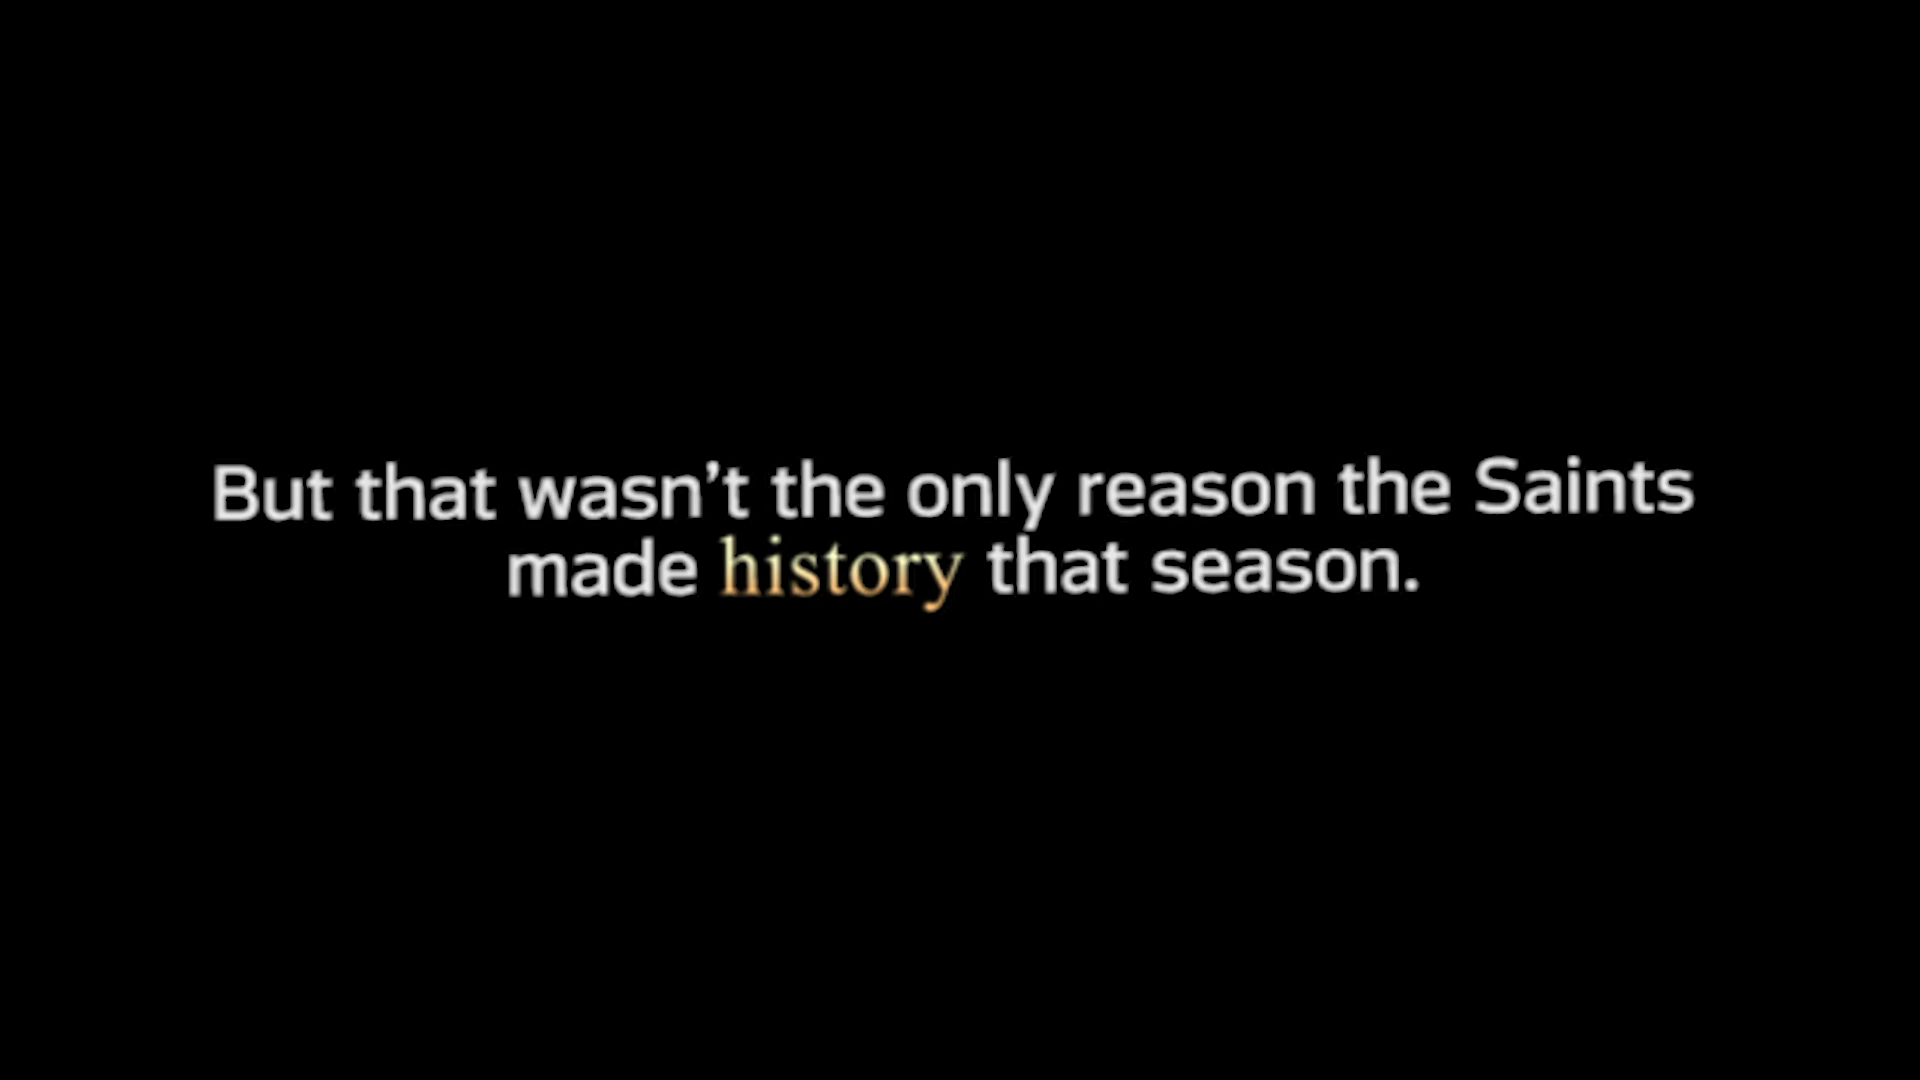 But that wasn’t the only reason the Saints
made history that season.